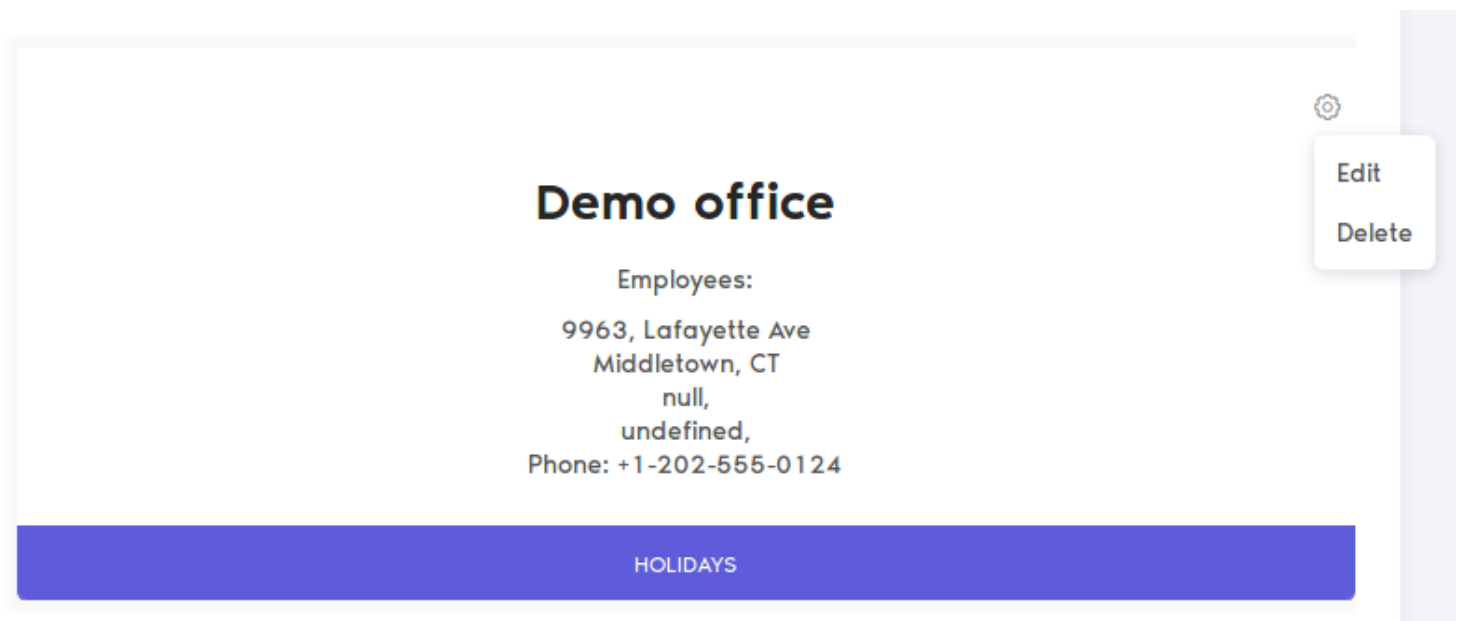 Edit
Demo office
Delete
Employees:
9963, Lafayette Ave
Middletown, CT
null,
undefined,
Phone: +1-202-555-0124
HOLIDAYS